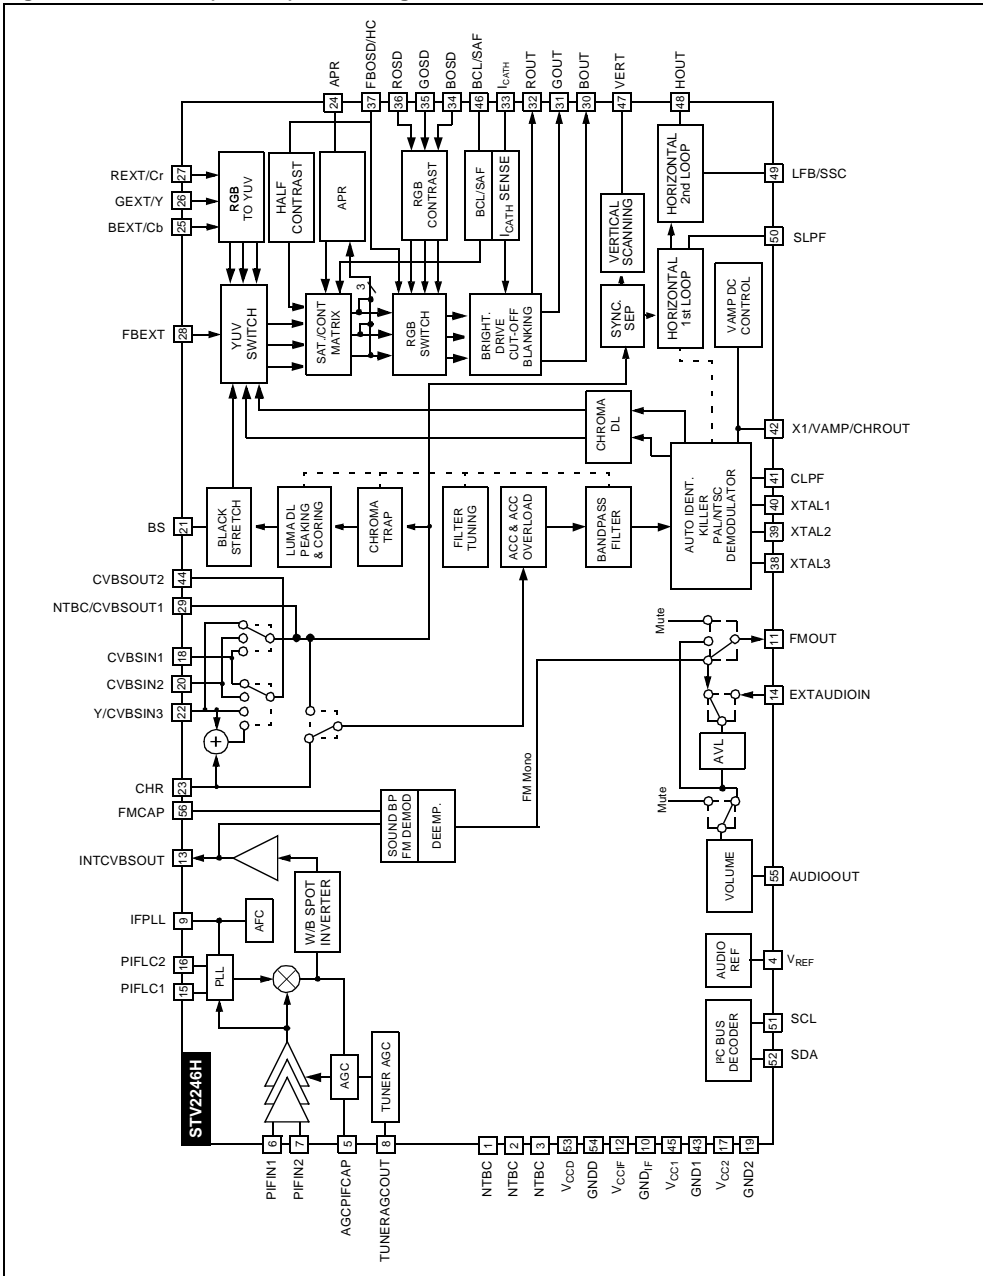 APR
24
FBOSD/HC
37
ROSD
36
GOSD
35
BOSD
34
BCL/SAF
46
ICATH
33
ROUT
32
GOUT
31
BOUT
30
VERT
47
HOUT
48
REXT/Cr
27
GEXT/Y
26
BEXT/Cb
25
RGB
TO YUV
HALF
CONTRAST
APR
RGB
CONTRAST
BCL/SAF
ICATH SENSE
VERTICAL
SCANNING
HORIZONTAL
2nd LOOP
49
LFB/SSC
50
SLPF
FBEXT
28
YUV
SWITCH
SAT./CONT
MATRIX
3
RGB
SWITCH
BRIGHT.
DRIVE
CUT-OFF
BLANKING
SYNC.
SEP
HORIZONTAL
1st LOOP
VAMP DC
CONTROL
CHROMA
DL
42
X1/VAMP/CHROUT
41
CLPF
40
XTAL1
39
XTAL2
38
XTAL3
BS
21
BLACK
STRETCH
LUMA DL
PEAKING
& CORING
CHROMA
TRAP
FILTER
TUNING
ACC & ACC
OVERLOAD
BANDPASS
FILTER
AUTO IDENT.
KILLER
PAL/NTSC
DEMODULATOR
CVBSOUT2
44
NTBC/CVBSOUT1
29
CVBSIN1
18
CVBSIN2
20
Y/CVBSIN3
22
+
CHR
23
FMCAP
56
Mute
11
FMOUT
14
EXTAUDIOIN
AVL
FM Mono
Mute
SOUND BP
FM DEMOD
DEEMP.
INTCVBSOUT
13
VOLUME
55
AUDIOOUT
IFPLL
9
AFC
W/B SPOT
INVERTER
PIFLC2
16
PIFLC1
15
PLL
AUDIO
REF
4
VREF
I²C BUS
DECODER
51
SCL
52
SDA
STV2246H
AGC
TUNER AGC
6
PIFIN1
7
PIFIN2
5
AGCPIFCAP
8
TUNERAGCOUT
1
NTBC
2
NTBC
3
NTBC
53
VCCD
54
GNDD
12
VCCIF
10
GNDIF
45
VCC1
43
GND1
17
VCC2
19
GND2